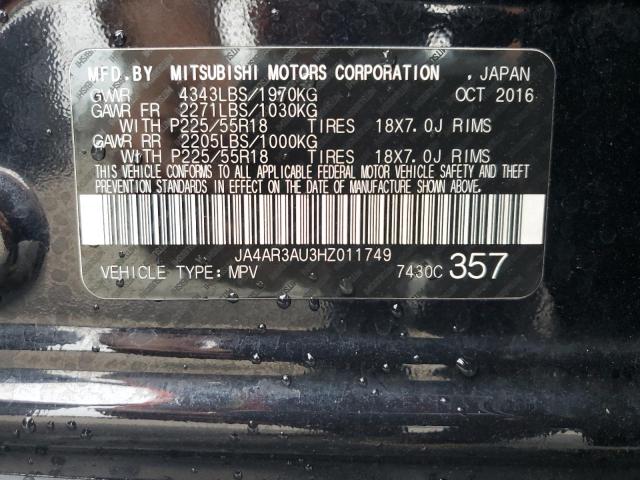 MFD.BY MITSUBISHI MOTORS CORPORATION , JAPAN
GVWR 4343LBS/1970KG OCT 2016
GAWR FR 2271LBS/1030KG
WITH P225/55R18 TIRES 18X7.0J RIMS
GAWR RR 2205LBS/1000KG
WITH P225/55R18 TIRES 18X7.0J RIMS
THIS VEHICLE CONFORMS TO ALL APPLICABLE FEDERAL MOTOR VEHICLE SAFETY AND THEFT
PREVENTION STANDARDS IN EFFECT ON THE DATE OF MANUFACTURE SHOWN ABOVE.
JA4AR3AU3HZ011749
VEHICLE TYPE: MPV 7430C 357